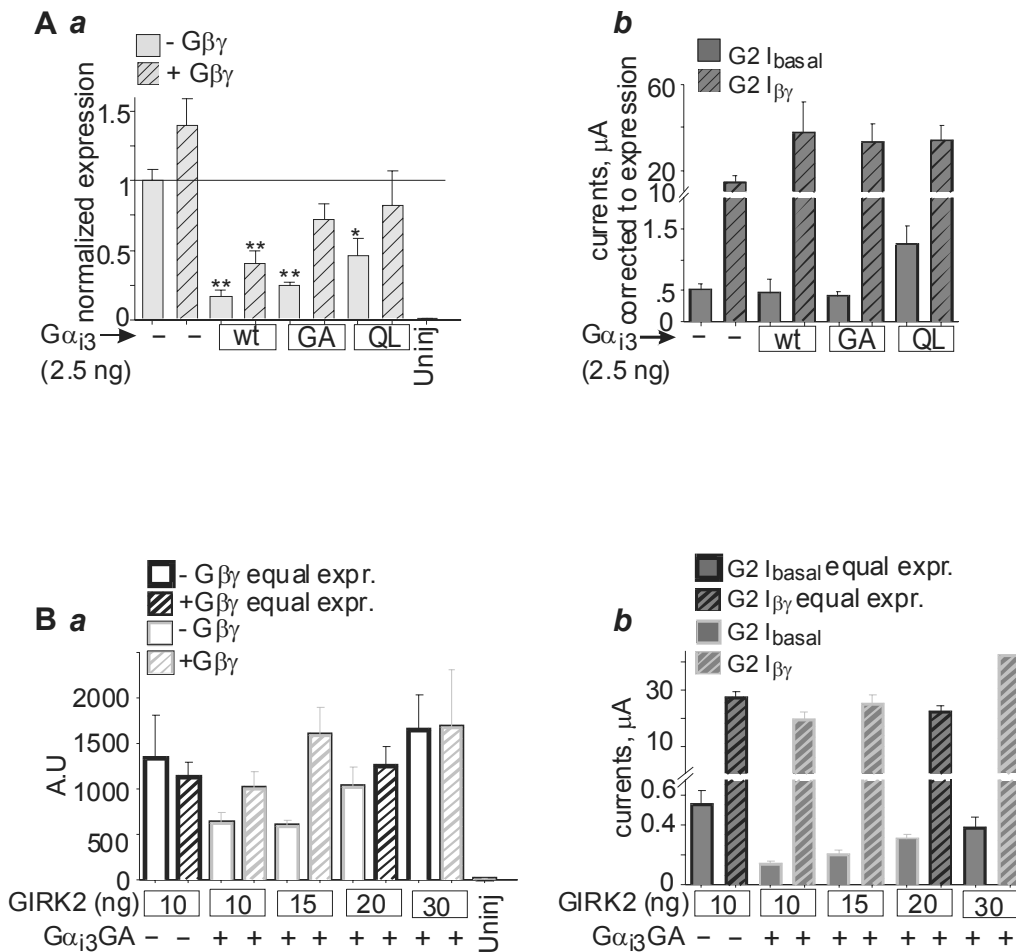 A a
- Gβγ
+ Gβγ
normalized expression
1.5
1
0.5
0
** ** ** *
Gαi3
(2.5 ng)
– – wt GA QL Uninj
b
G2 Ibasal
G2 Iβγ
currents, μA
corrected to expression
60
20
10
1.5
.5
0
Gαi3
(2.5 ng)
– – wt GA QL
B a
- Gβγ equal expr.
+Gβγ equal expr.
- Gβγ
+Gβγ
A.U
2000
1500
1000
500
0
GIRK2 (ng) 10 10 15 20 30 Uninj
Gαi3GA – – + + + + + + + +
b
G2 Ibasal equal expr.
G2 Iβγ equal expr.
G2 Ibasal
G2 Iβγ
currents, μA
30
10
0.6
0.4
0
GIRK2 (ng) 10 10 15 20 30
Gαi3GA – – + + + + + + + +